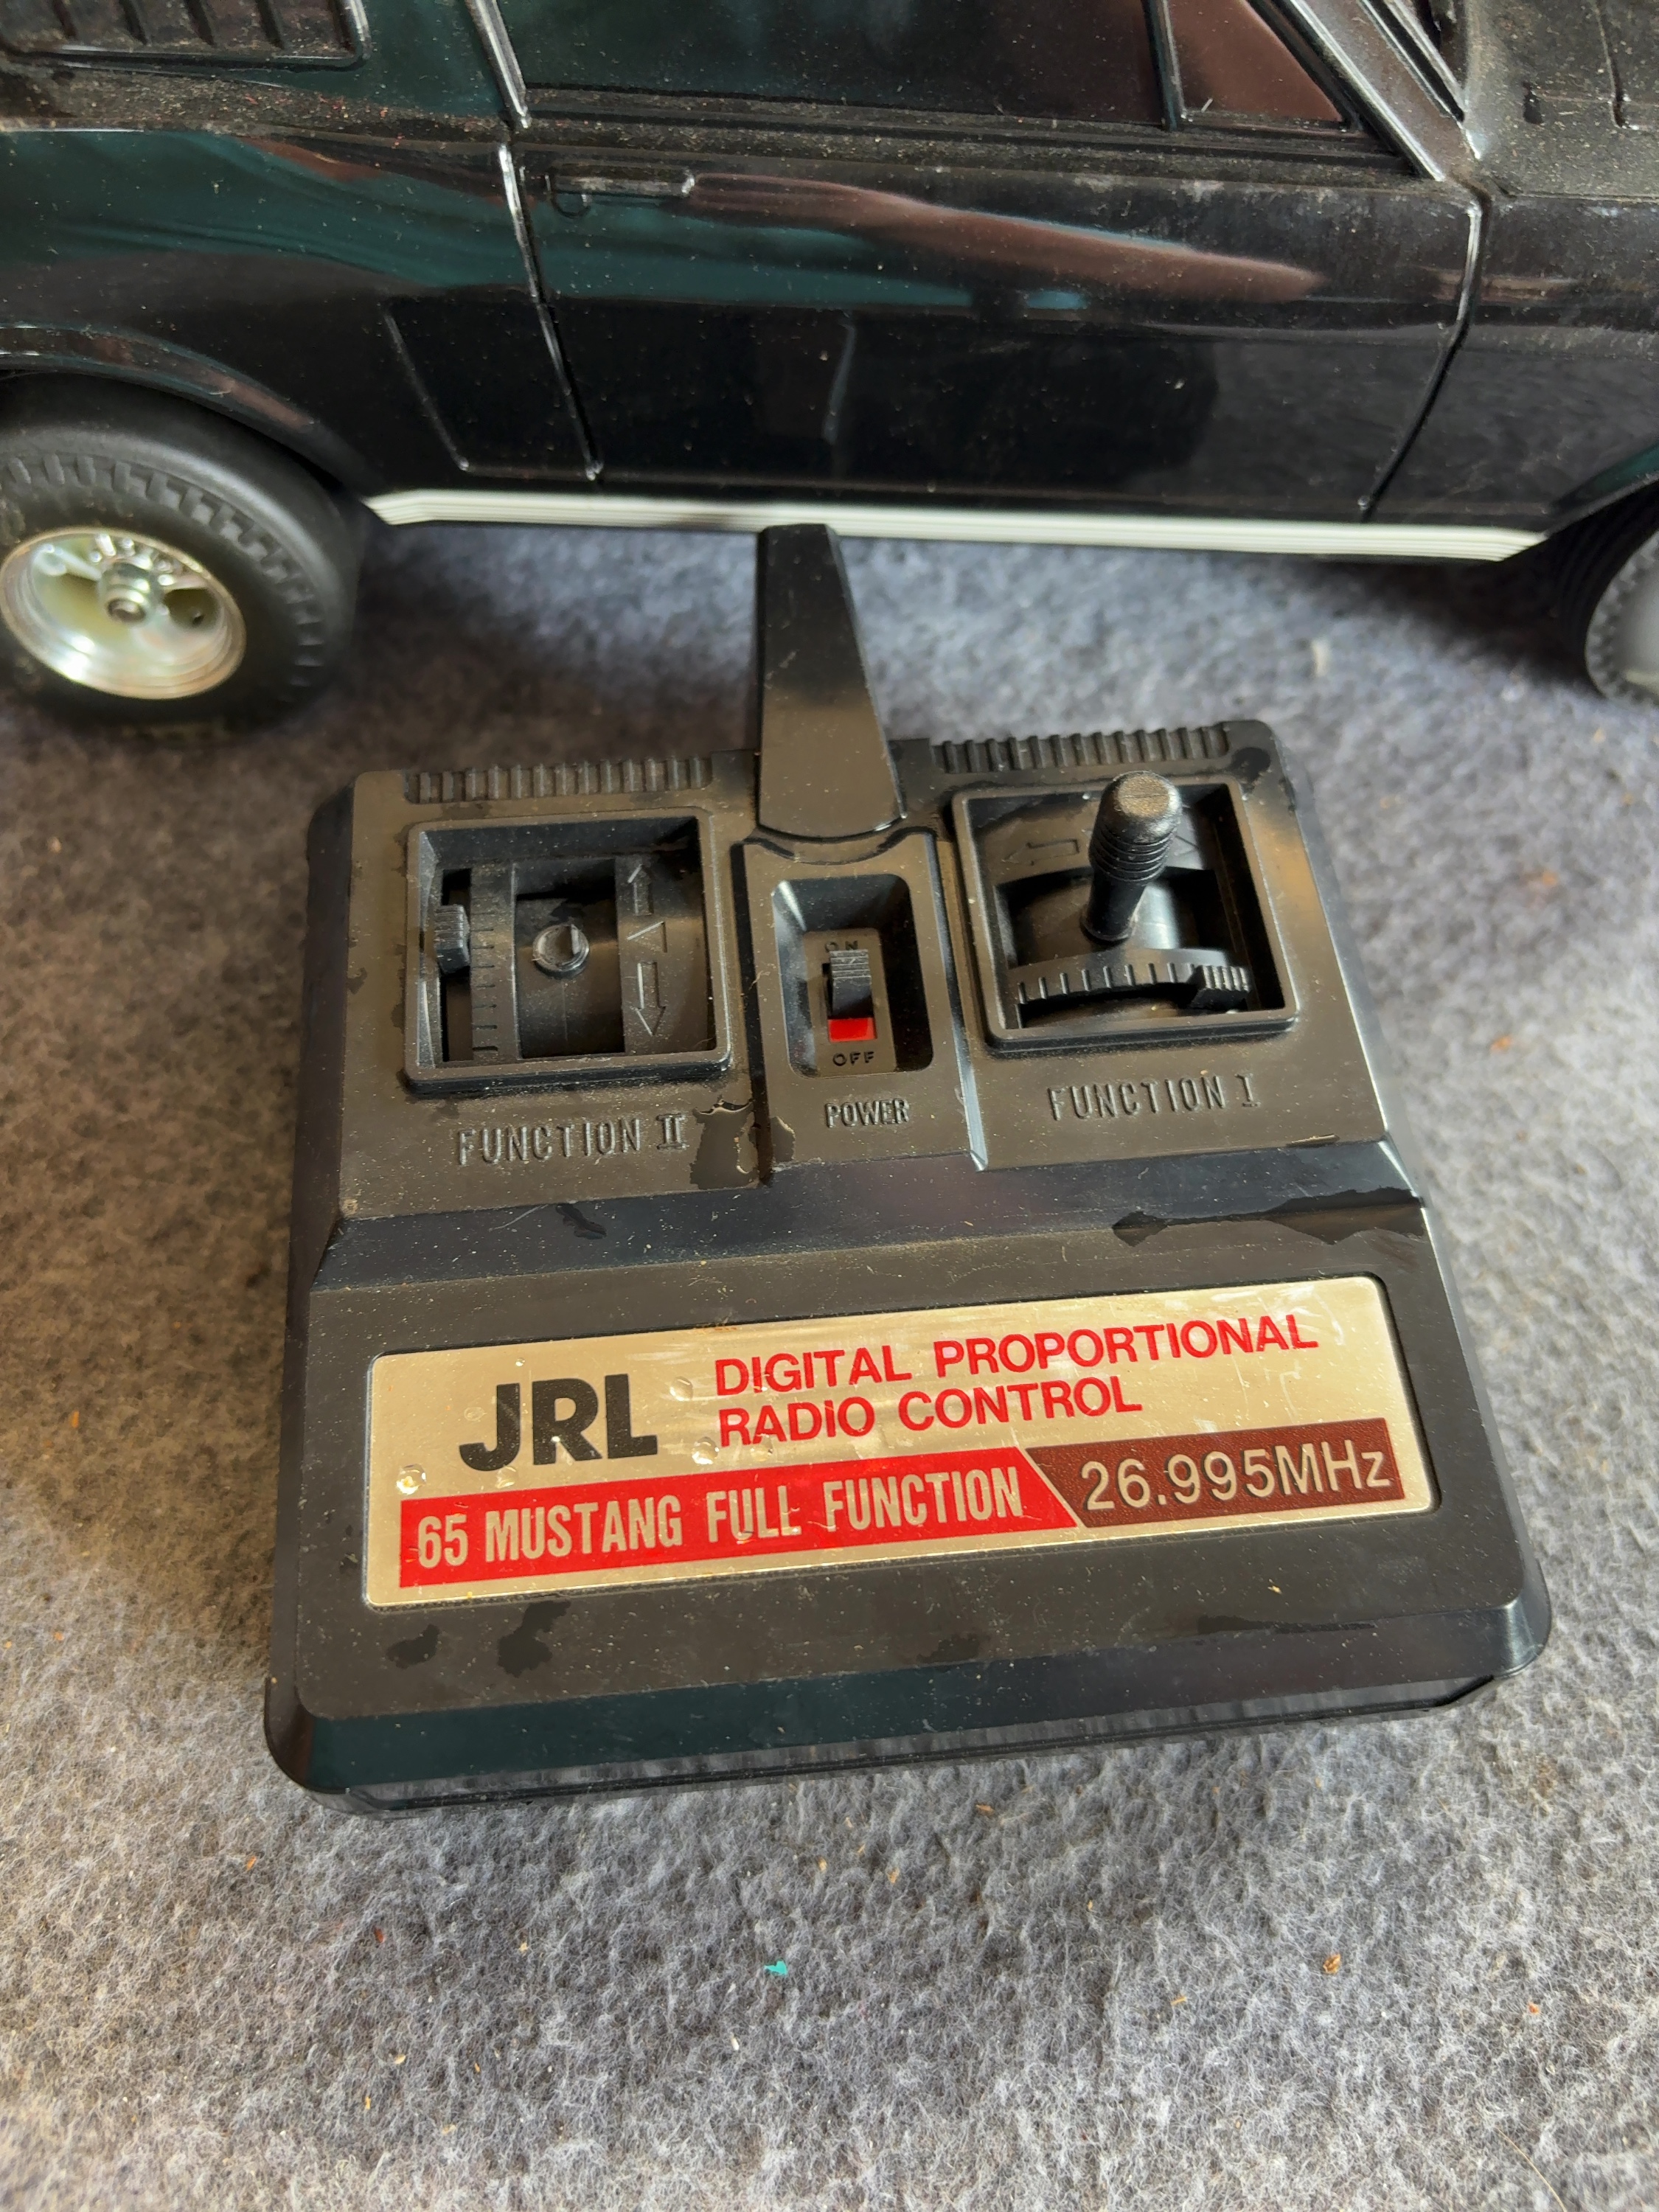 ON
OFF
POWER
FUNCTION II
FUNCTION I
JRL
DIGITAL PROPORTIONAL
RADIO CONTROL
65 MUSTANG FULL FUNCTION
26.995MHz